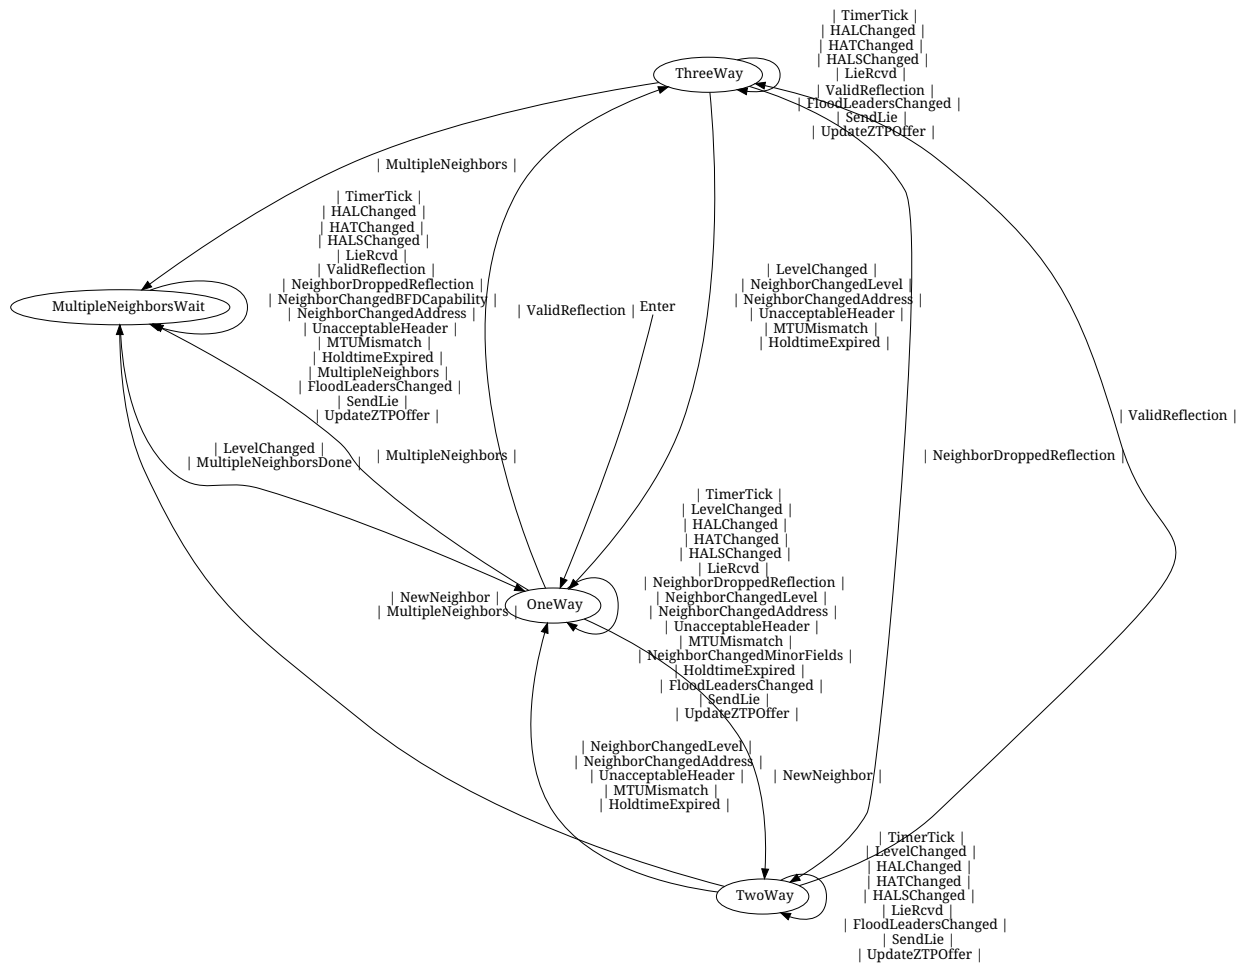 | TimerTick |
| HALChanged |
| HATChanged |
| HALSChanged |
| LieRcvd |
| ValidReflection |
| FloodLeadersChanged |
| SendLie |
| UpdateZTPOffer |
ThreeWay
| MultipleNeighbors |
| TimerTick |
| HALChanged |
| HATChanged |
| HALSChanged |
| LieRcvd |
| ValidReflection |
| NeighborDroppedReflection |
| NeighborChangedBFDCapability |
| NeighborChangedAddress |
| UnacceptableHeader |
| MTUMismatch |
| HoldtimeExpired |
| MultipleNeighbors |
| FloodLeadersChanged |
| SendLie |
| UpdateZTPOffer |
MultipleNeighborsWait
| ValidReflection |
Enter
| LevelChanged |
| NeighborChangedLevel |
| NeighborChangedAddress |
| UnacceptableHeader |
| MTUMismatch |
| HoldtimeExpired |
| ValidReflection |
| LevelChanged |
| MultipleNeighborsDone |
| MultipleNeighbors |
| NeighborDroppedReflection |
| TimerTick |
| LevelChanged |
| HALChanged |
| HATChanged |
| HALSChanged |
| LieRcvd |
| NeighborDroppedReflection |
| NeighborChangedLevel |
| NeighborChangedAddress |
| UnacceptableHeader |
| MTUMismatch |
| NeighborChangedMinorFields |
| HoldtimeExpired |
| FloodLeadersChanged |
| SendLie |
| UpdateZTPOffer |
| NewNeighbor |
| MultipleNeighbors |
OneWay
| NeighborChangedLevel |
| NeighborChangedAddress |
| UnacceptableHeader |
| MTUMismatch |
| HoldtimeExpired |
| NewNeighbor |
| TimerTick |
| LevelChanged |
| HALChanged |
| HATChanged |
| HALSChanged |
| LieRcvd |
| FloodLeadersChanged |
| SendLie |
| UpdateZTPOffer |
TwoWay